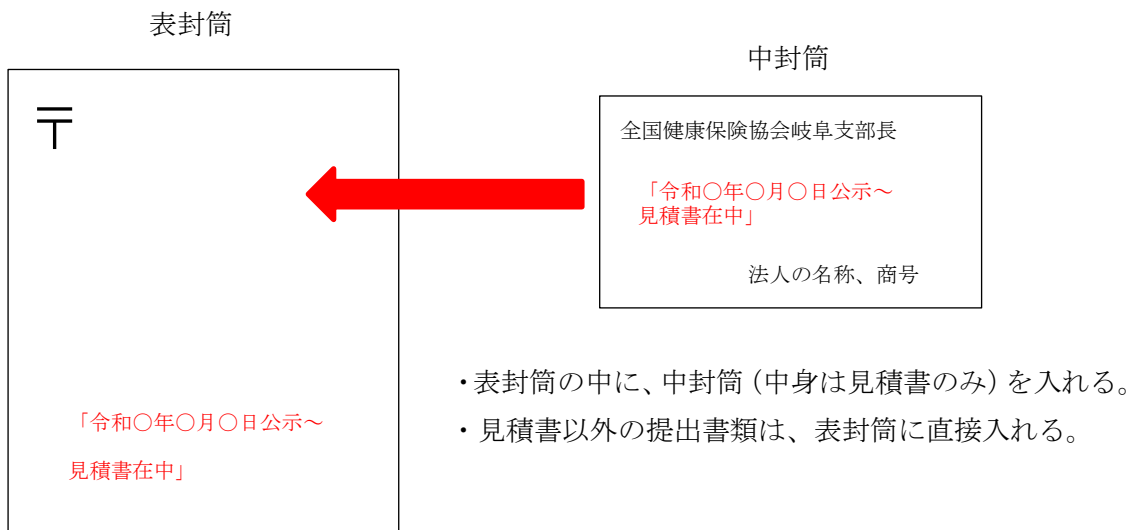 表封筒
中封筒
〒
全国健康保険協会岐阜支部長
「令和〇年〇月〇日公示～
見積書在中」
法人の名称、商号
・表封筒の中に、中封筒（中身は見積書のみ）を入れる。
・見積書以外の提出書類は、表封筒に直接入れる。
「令和〇年〇月〇日公示～
見積書在中」